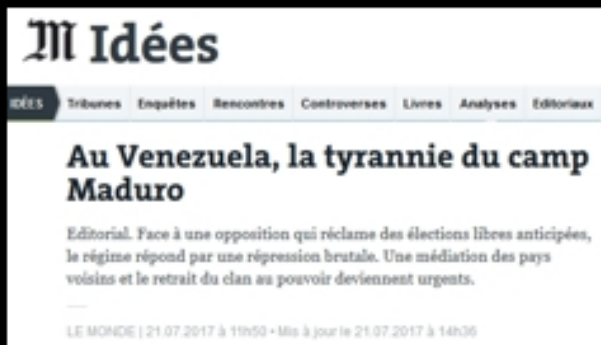 M Idées
IDÉES Tribunes Enquêtes Rencontres Controverses Livres Analyses Editoriaux
Au Venezuela, la tyrannie du camp
Maduro
Editorial. Face à une opposition qui réclame des élections libres anticipées,
le régime répond par une répression brutale. Une médiation des pays
voisins et le retrait du clan au pouvoir deviennent urgents.
LE MONDE | 21.07.2017 à 11h50 • Mis à jour le 21.07.2017 à 14h36